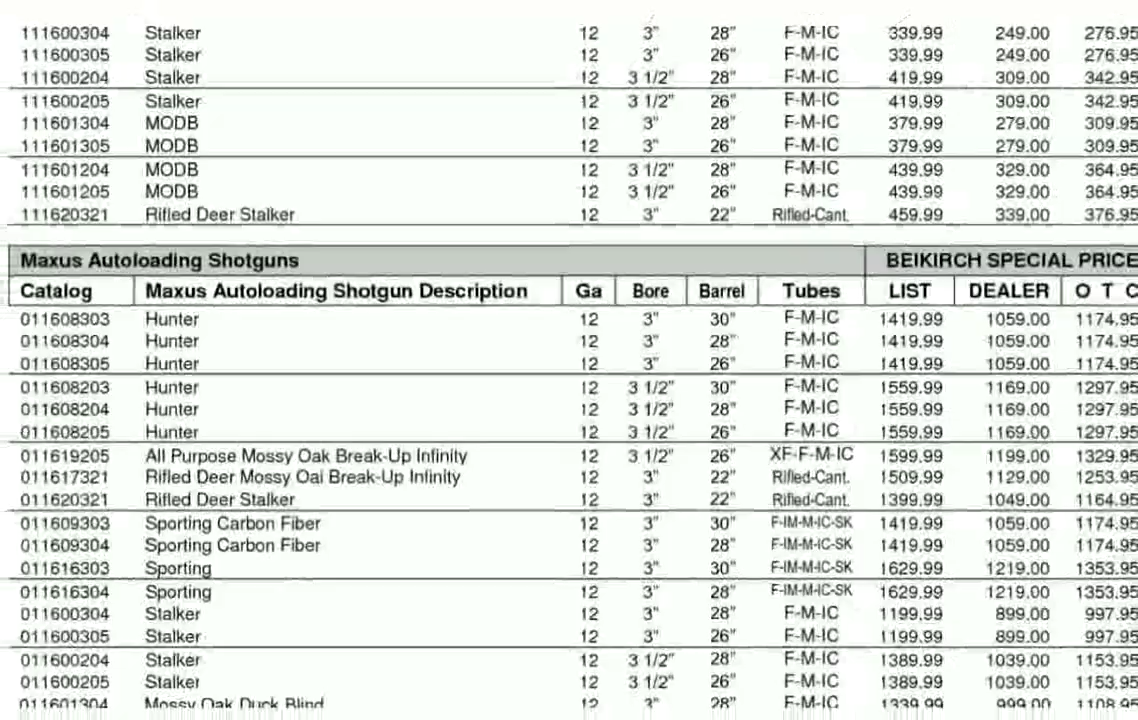 111600304 Stalker 12 3" 28" F-M-IC 339.99 249.00 276.95
111600305 Stalker 12 3" 26" F-M-IC 339.99 249.00 276.95
111600204 Stalker 12 3 1/2" 28" F-M-IC 419.99 309.00 342.95
111600205 Stalker 12 3 1/2" 26" F-M-IC 419.99 309.00 342.95
111601304 MODB 12 3" 28" F-M-IC 379.99 279.00 309.95
111601305 MODB 12 3" 26" F-M-IC 379.99 279.00 309.95
111601204 MODB 12 3 1/2" 28" F-M-IC 439.99 329.00 364.95
111601205 MODB 12 3 1/2" 26" F-M-IC 439.99 329.00 364.95
111620321 Rifled Deer Stalker 12 3" 22" Rifled-Cant. 459.99 339.00 376.95
Maxus Autoloading Shotguns BEIKIRCH SPECIAL PRICE
Catalog Maxus Autoloading Shotgun Description Ga Bore Barrel Tubes LIST DEALER O T C
011608303 Hunter 12 3" 30" F-M-IC 1419.99 1059.00 1174.95
011608304 Hunter 12 3" 28" F-M-IC 1419.99 1059.00 1174.95
011608305 Hunter 12 3" 26" F-M-IC 1419.99 1059.00 1174.95
011608203 Hunter 12 3 1/2" 30" F-M-IC 1559.99 1169.00 1297.95
011608204 Hunter 12 3 1/2" 28" F-M-IC 1559.99 1169.00 1297.95
011608205 Hunter 12 3 1/2" 26" F-M-IC 1559.99 1169.00 1297.95
011619205 All Purpose Mossy Oak Break-Up Infinity 12 3 1/2" 26" XF-F-M-IC 1599.99 1199.00 1329.95
011617321 Rifled Deer Mossy Oai Break-Up Infinity 12 3" 22" Rifled-Cant. 1509.99 1129.00 1253.95
011620321 Rifled Deer Stalker 12 3" 22" Rifled-Cant. 1399.99 1049.00 1164.95
011609303 Sporting Carbon Fiber 12 3" 30" F-IM-M-IC-SK 1419.99 1059.00 1174.95
011609304 Sporting Carbon Fiber 12 3" 28" F-IM-M-IC-SK 1419.99 1059.00 1174.95
011616303 Sporting 12 3" 30" F-IM-M-IC-SK 1629.99 1219.00 1353.95
011616304 Sporting 12 3" 28" F-IM-M-IC-SK 1629.99 1219.00 1353.95
011600304 Stalker 12 3" 28" F-M-IC 1199.99 899.00 997.95
011600305 Stalker 12 3" 26" F-M-IC 1199.99 899.00 997.95
011600204 Stalker 12 3 1/2" 28" F-M-IC 1389.99 1039.00 1153.95
011600205 Stalker 12 3 1/2" 26" F-M-IC 1389.99 1039.00 1153.95
011601304 Mossy Oak Duck Blind 12 3" 28" F-M-IC 1339.99 999.00 1108.95